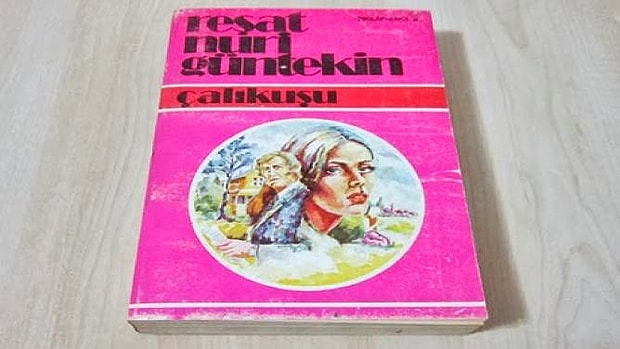 reşat
nuri
güntekin
çalıkuşu